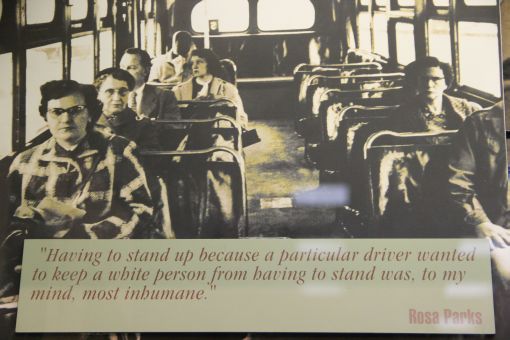 "Having to stand up because a particular driver wanted
to keep a white person from having to stand was, to my
mind, most inhumane."
Rosa Parks